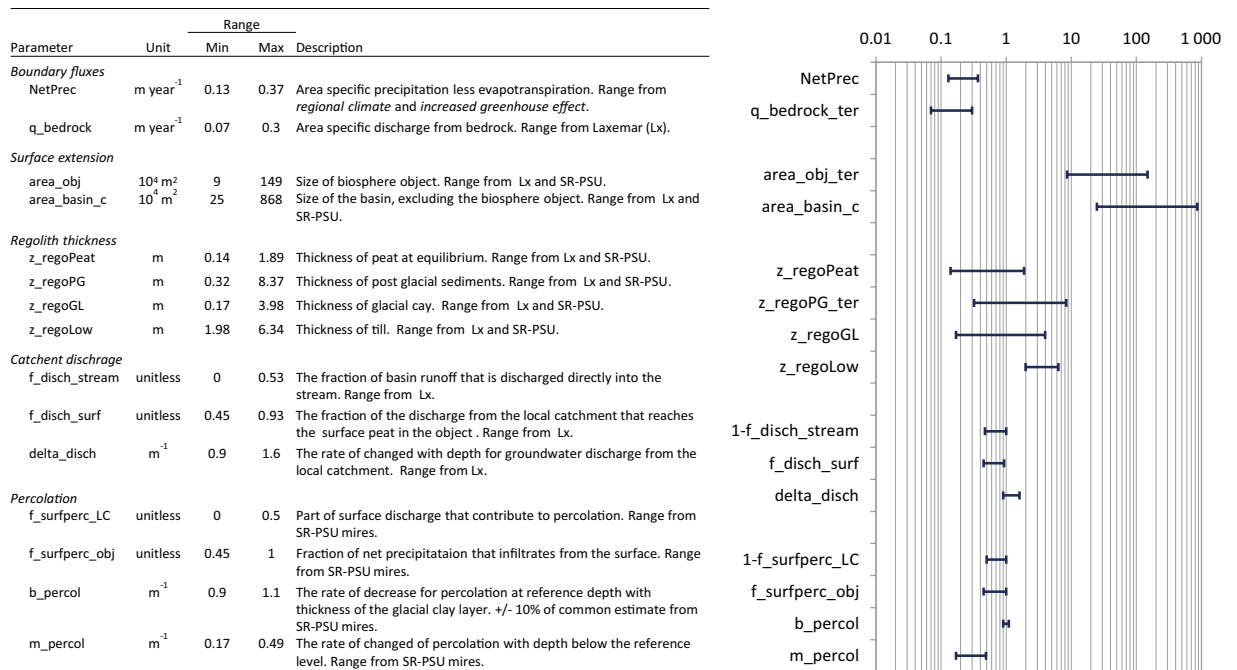 Range
Parameter Unit Min Max Description
Boundary fluxes
NetPrec m year-1 0.13 0.37 Area specific precipitation less evapotranspiration. Range from
regional climate and increased greenhouse effect.
q_bedrock m year-1 0.07 0.3 Area specific discharge from bedrock. Range from Laxemar (Lx).
Surface extension
area_obj 10⁴ m² 9 149 Size of biosphere object. Range from Lx and SR-PSU.
area_basin_c 10⁴ m² 25 868 Size of the basin, excluding the biosphere object. Range from Lx and
SR-PSU.
Regolith thickness
z_regoPeat m 0.14 1.89 Thickness of peat at equilibrium. Range from Lx and SR-PSU.
z_regoPG m 0.32 8.37 Thickness of post glacial sediments. Range from Lx and SR-PSU.
z_regoGL m 0.17 3.98 Thickness of glacial cay. Range from Lx and SR-PSU.
z_regoLow m 1.98 6.34 Thickness of till. Range from Lx and SR-PSU.
Catchent dischrage
f_disch_stream unitless 0 0.53 The fraction of basin runoff that is discharged directly into the
stream. Range from Lx.
f_disch_surf unitless 0.45 0.93 The fraction of the discharge from the local catchment that reaches
the surface peat in the object . Range from Lx.
delta_disch m-1 0.9 1.6 The rate of changed with depth for groundwater discharge from the
local catchment. Range from Lx.
Percolation
f_surfperc_LC unitless 0 0.5 Part of surface discharge that contribute to percolation. Range from
SR-PSU mires.
f_surfperc_obj unitless 0.45 1 Fraction of net precipitataion that infiltrates from the surface. Range
from SR-PSU mires.
b_percol m-1 0.9 1.1 The rate of decrease for percolation at reference depth with
thickness of the glacial clay layer. +/- 10% of common estimate from
SR-PSU mires.
m_percol m-1 0.17 0.49 The rate of changed of percolation with depth below the reference
level. Range from SR-PSU mires.
0.01 0.1 1 10 100 1 000
NetPrec
q_bedrock_ter
area_obj_ter
area_basin_c
z_regoPeat
z_regoPG_ter
z_regoGL
z_regoLow
1-f_disch_stream
f_disch_surf
delta_disch
1-f_surfperc_LC
f_surfperc_obj
b_percol
m_percol